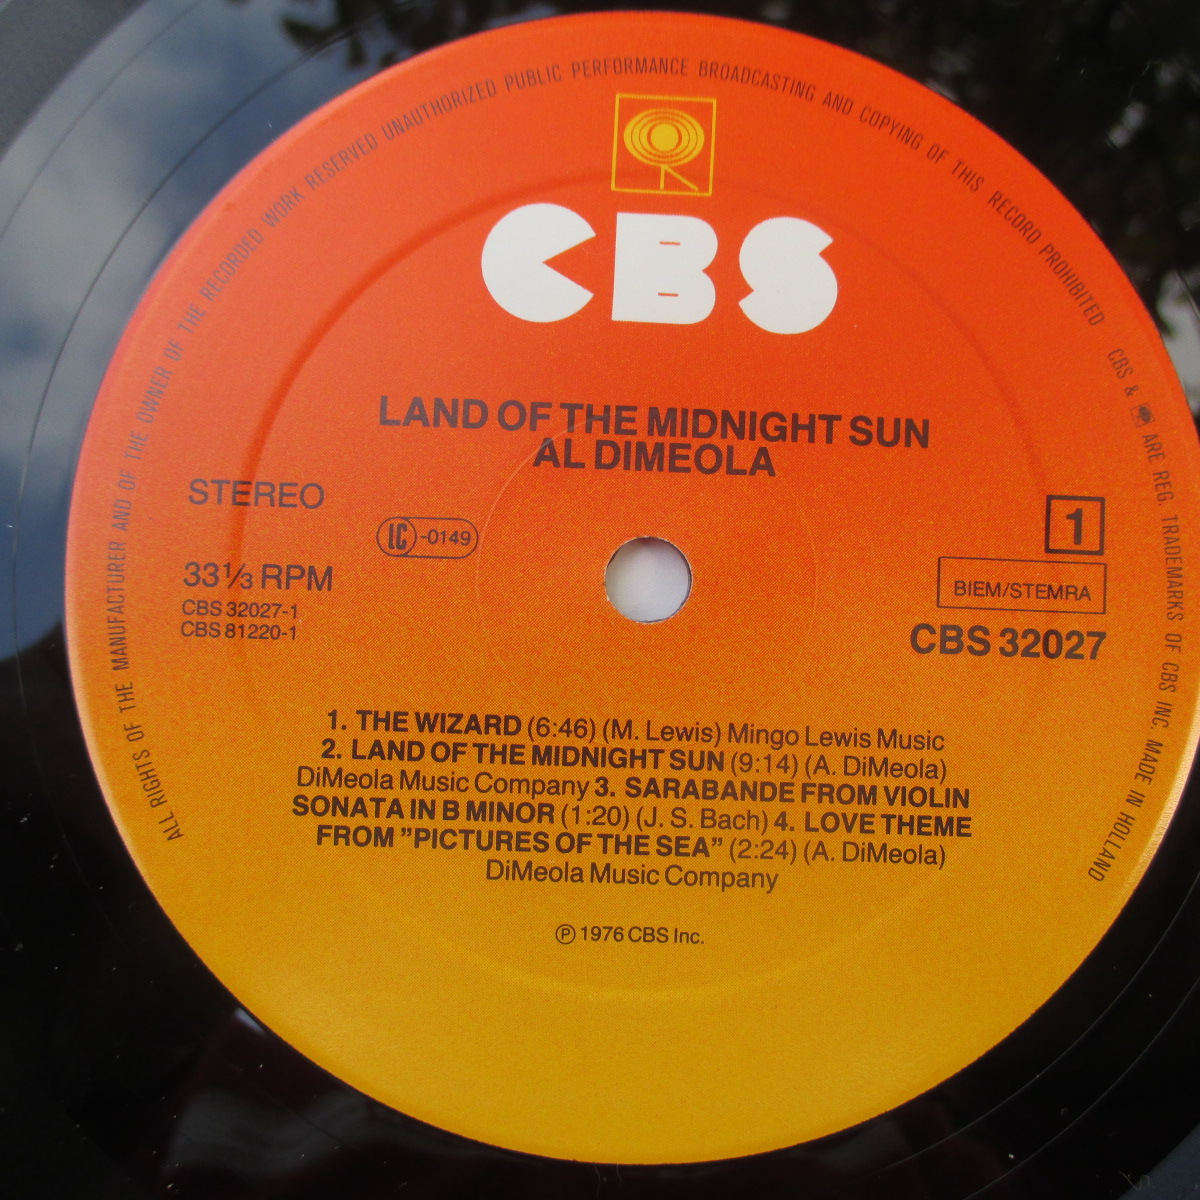 ALL RIGHTS OF THE MANUFACTURER AND OF THE OWNER OF THE RECORDED WORK RESERVED UNAUTHORIZED PUBLIC PERFORMANCE BROADCASTING AND COPYING OF THIS RECORD PROHIBITED CBS & ARE REG. TRADEMARKS OF CBS INC MADE IN HOLLAND
CBS
LAND OF THE MIDNIGHT SUN
AL DIMEOLA
STEREO
LC -0149
1
33⅓ RPM
BIEM/STEMRA
CBS 32027-1
CBS 81220-1
CBS 32027
1. THE WIZARD (6:46) (M. Lewis) Mingo Lewis Music
2. LAND OF THE MIDNIGHT SUN (9:14) (A. DiMeola)
DiMeola Music Company 3. SARABANDE FROM VIOLIN
SONATA IN B MINOR (1:20) (J. S. Bach) 4. LOVE THEME
FROM ”PICTURES OF THE SEA” (2:24) (A. DiMeola)
DiMeola Music Company
℗ 1976 CBS Inc.